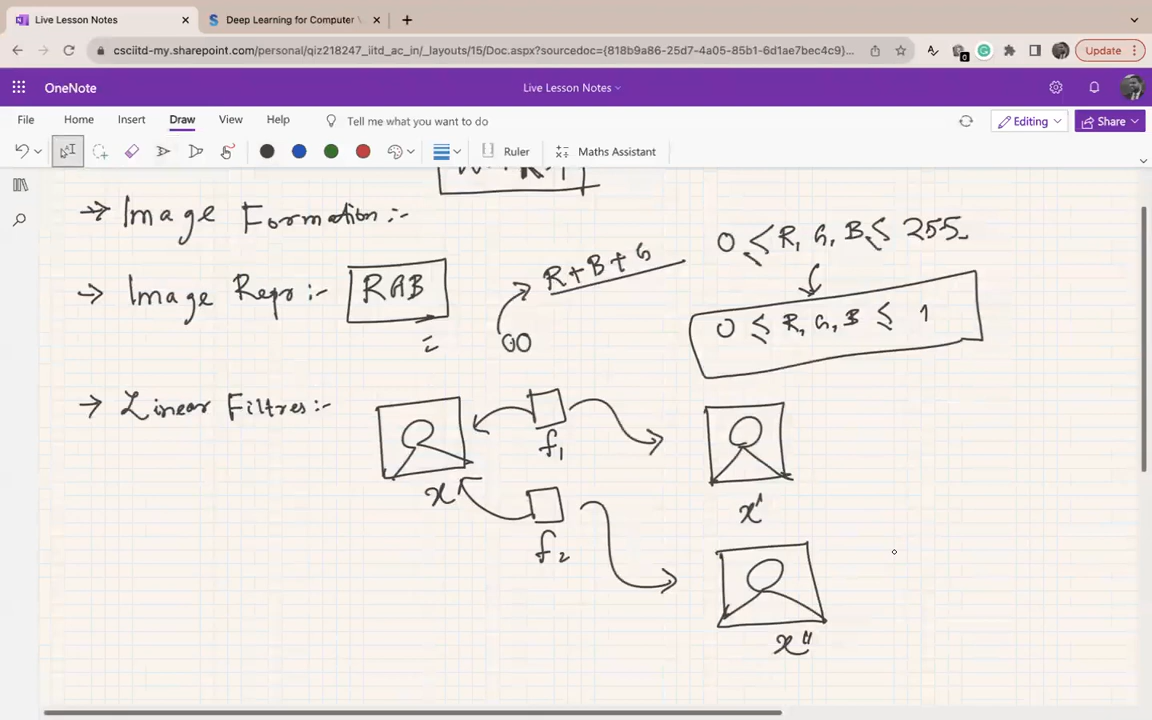 Live Lesson Notes
Deep Learning for Computer
csciitd-my.sharepoint.com/personal/qiz218247_iitd_ac_in/_layouts/15/Doc.aspx?sourcedoc={818b9a86-25d7-4a05-85b1-6d1ae7bec4c9}...
0
Update
OneNote
Live Lesson Notes
File Home Insert Draw View Help Tell me what you want to do
Editing
Share
Ruler
Maths Assistant
→ Image Formation :-
0 ≤ R, G, B ≤ 255
→ Image Repr :- RGB
R+B+G
0 ≤ R, G, B ≤ 1
→ Linear Filtres :-
f1
x
x'
f2
x''